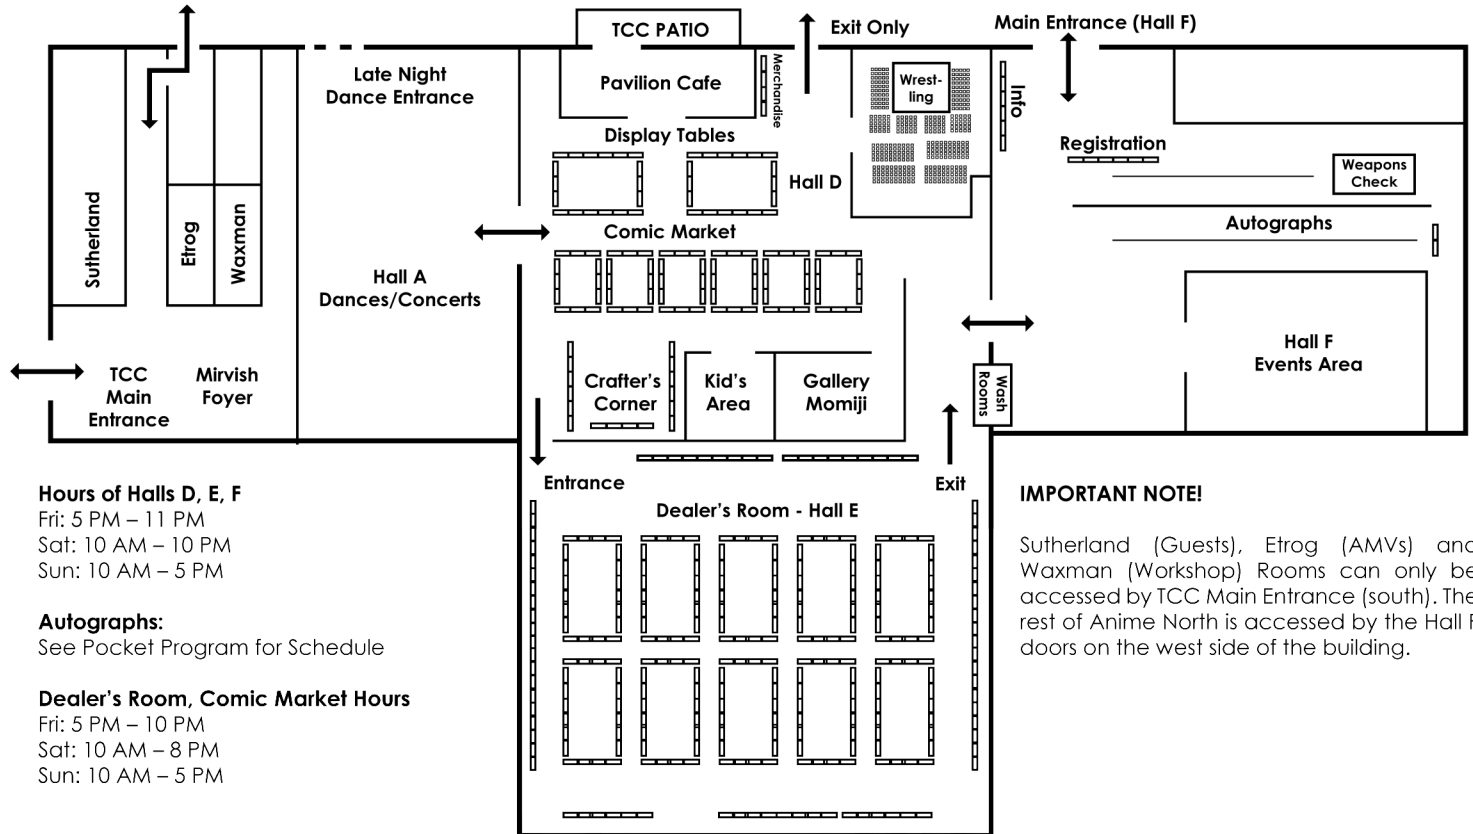 TCC PATIO
Exit Only
Main Entrance (Hall F)
Late Night
Dance Entrance
Pavilion Cafe
Merchandise
Wrest-
ling
Info
Display Tables
Registration
Weapons
Check
Hall D
Sutherland
Etrog
Waxman
Comic Market
Autographs
Hall A
Dances/Concerts
Hall F
Events Area
TCC
Main
Entrance
Mirvish
Foyer
Crafter's
Corner
Kid's
Area
Gallery
Momiji
Wash
Rooms
Entrance
Exit
Dealer's Room - Hall E
Hours of Halls D, E, F
Fri: 5 PM – 11 PM
Sat: 10 AM – 10 PM
Sun: 10 AM – 5 PM
Autographs:
See Pocket Program for Schedule
Dealer's Room, Comic Market Hours
Fri: 5 PM – 10 PM
Sat: 10 AM – 8 PM
Sun: 10 AM – 5 PM
IMPORTANT NOTE!
Sutherland (Guests), Etrog (AMVs) and
Waxman (Workshop) Rooms can only be
accessed by TCC Main Entrance (south). The
rest of Anime North is accessed by the Hall F
doors on the west side of the building.